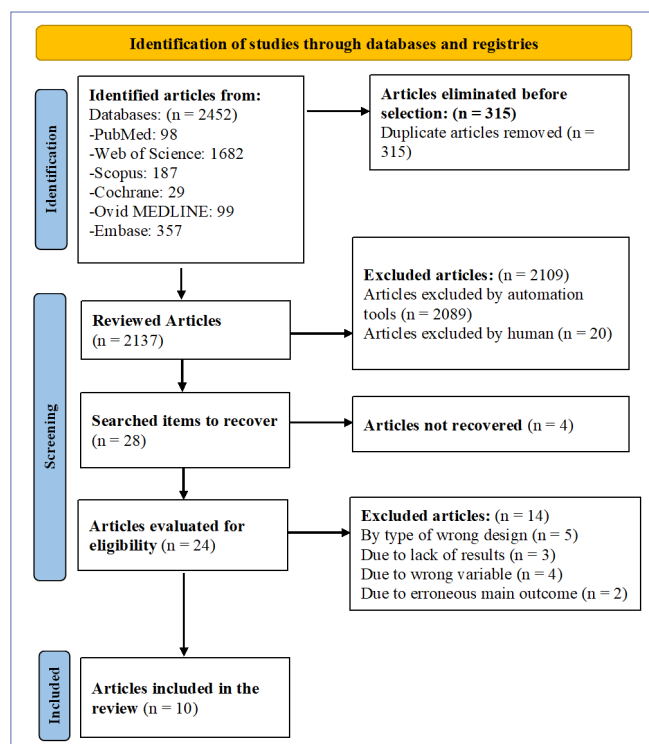 Identification of studies through databases and registries
Identification
Identified articles from:
Databases: (n = 2452)
-PubMed: 98
-Web of Science: 1682
-Scopus: 187
-Cochrane: 29
-Ovid MEDLINE: 99
-Embase: 357
Articles eliminated before
selection: (n = 315)
Duplicate articles removed (n =
315)
Screening
Reviewed Articles
(n = 2137)
Excluded articles: (n = 2109)
Articles excluded by automation
tools (n = 2089)
Articles excluded by human (n = 20)
Searched items to recover
(n = 28)
Articles not recovered (n = 4)
Articles evaluated for
eligibility (n = 24)
Excluded articles: (n = 14)
By type of wrong design (n = 5)
Due to lack of results (n = 3)
Due to wrong variable (n = 4)
Due to erroneous main outcome (n = 2)
Included
Articles included in the
review (n = 10)